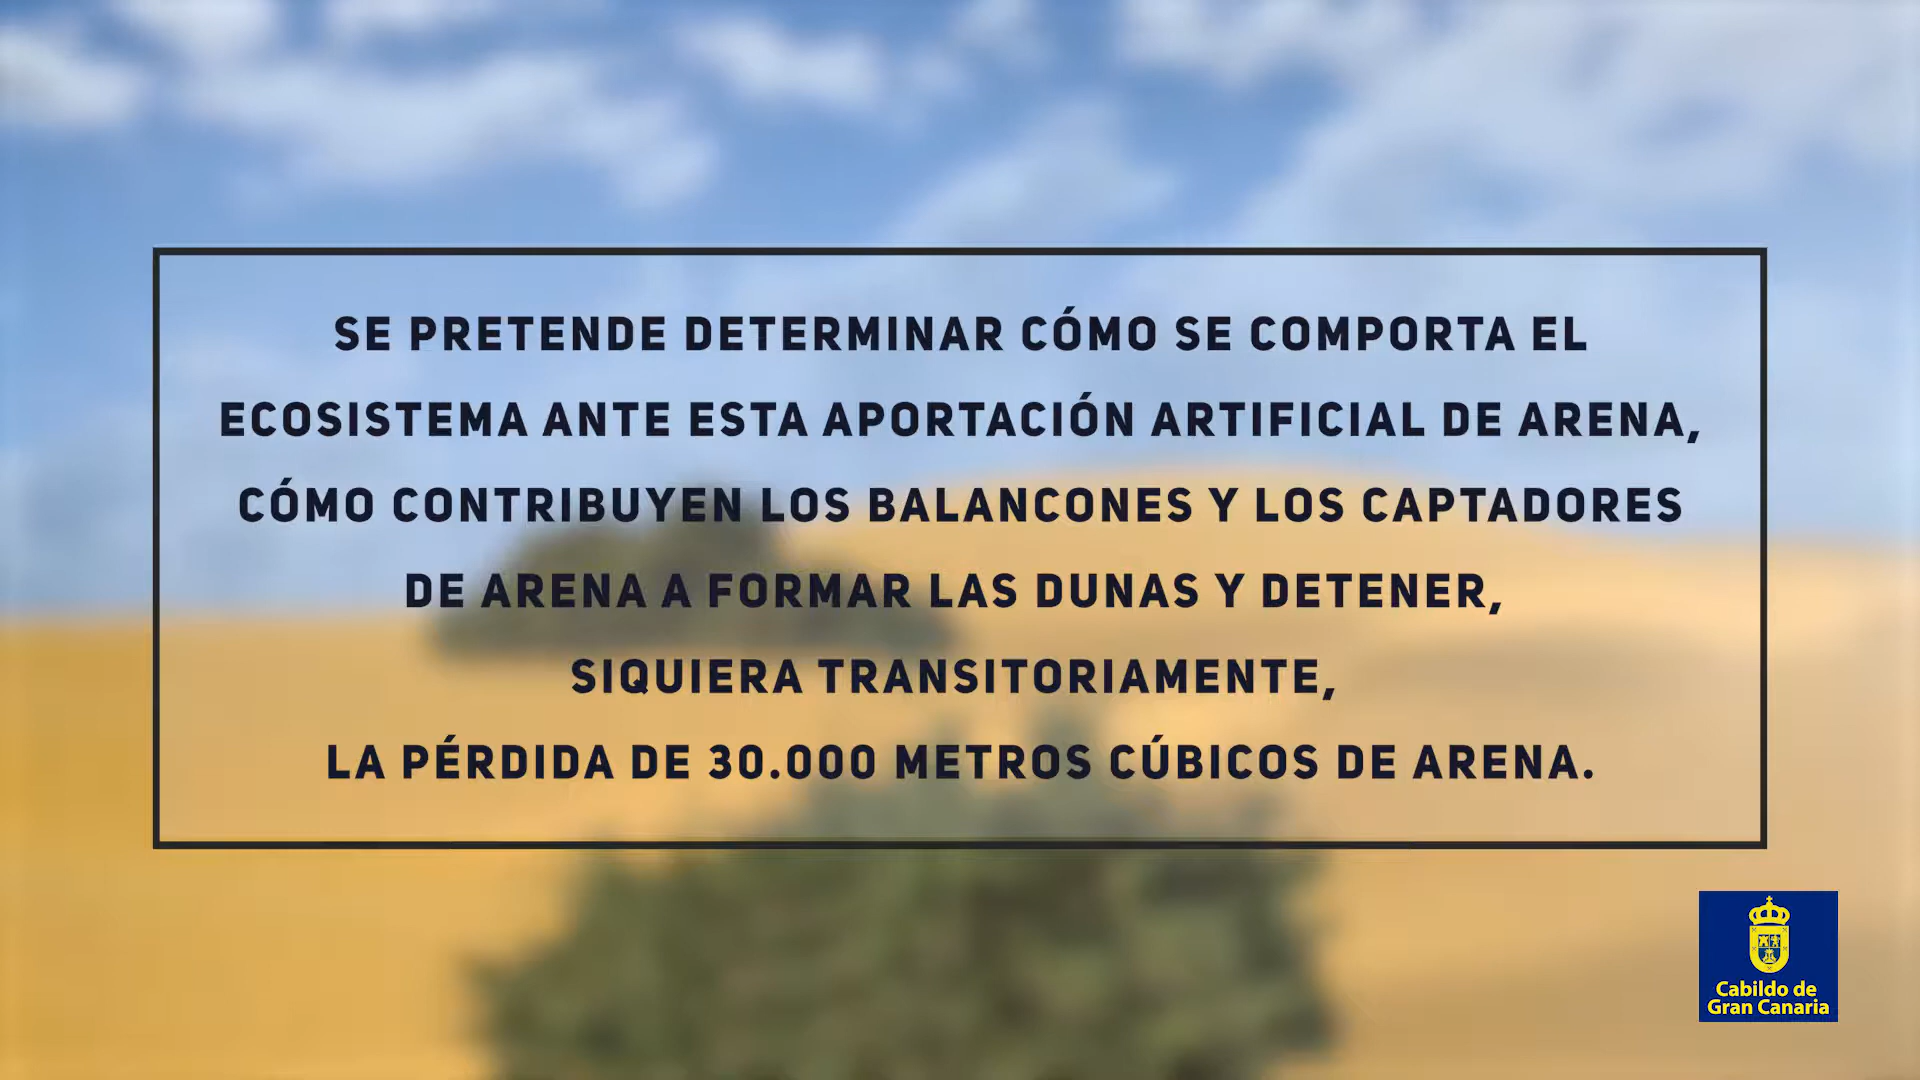 SE PRETENDE DETERMINAR CÓMO SE COMPORTA EL
ECOSISTEMA ANTE ESTA APORTACIÓN ARTIFICIAL DE ARENA,
CÓMO CONTRIBUYEN LOS BALANCONES Y LOS CAPTADORES
DE ARENA A FORMAR LAS DUNAS Y DETENER,
SIQUIERA TRANSITORIAMENTE,
LA PÉRDIDA DE 30.000 METROS CÚBICOS DE ARENA.
Cabildo de
Gran Canaria